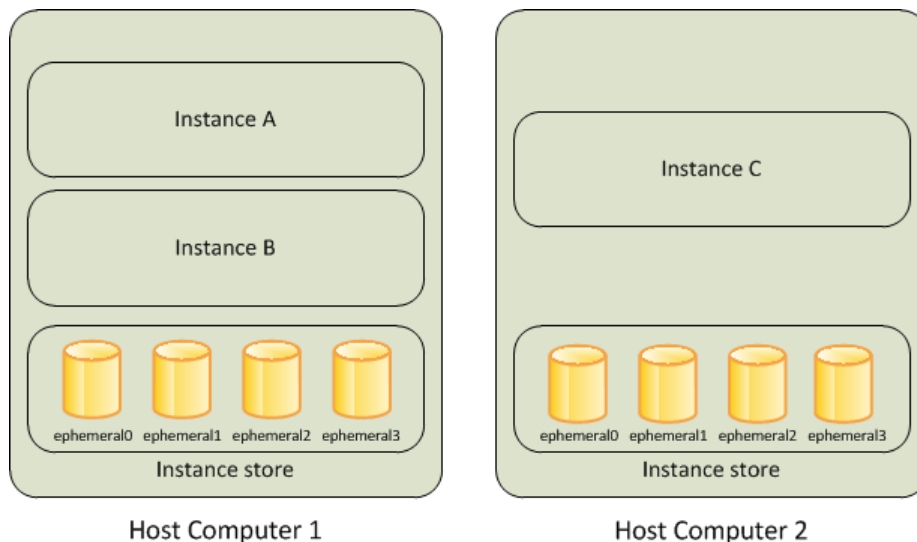 Instance A
Instance B
ephemeral0 ephemeral1 ephemeral2 ephemeral3
Instance store
Host Computer 1
Instance C
ephemeral0 ephemeral1 ephemeral2 ephemeral3
Instance store
Host Computer 2